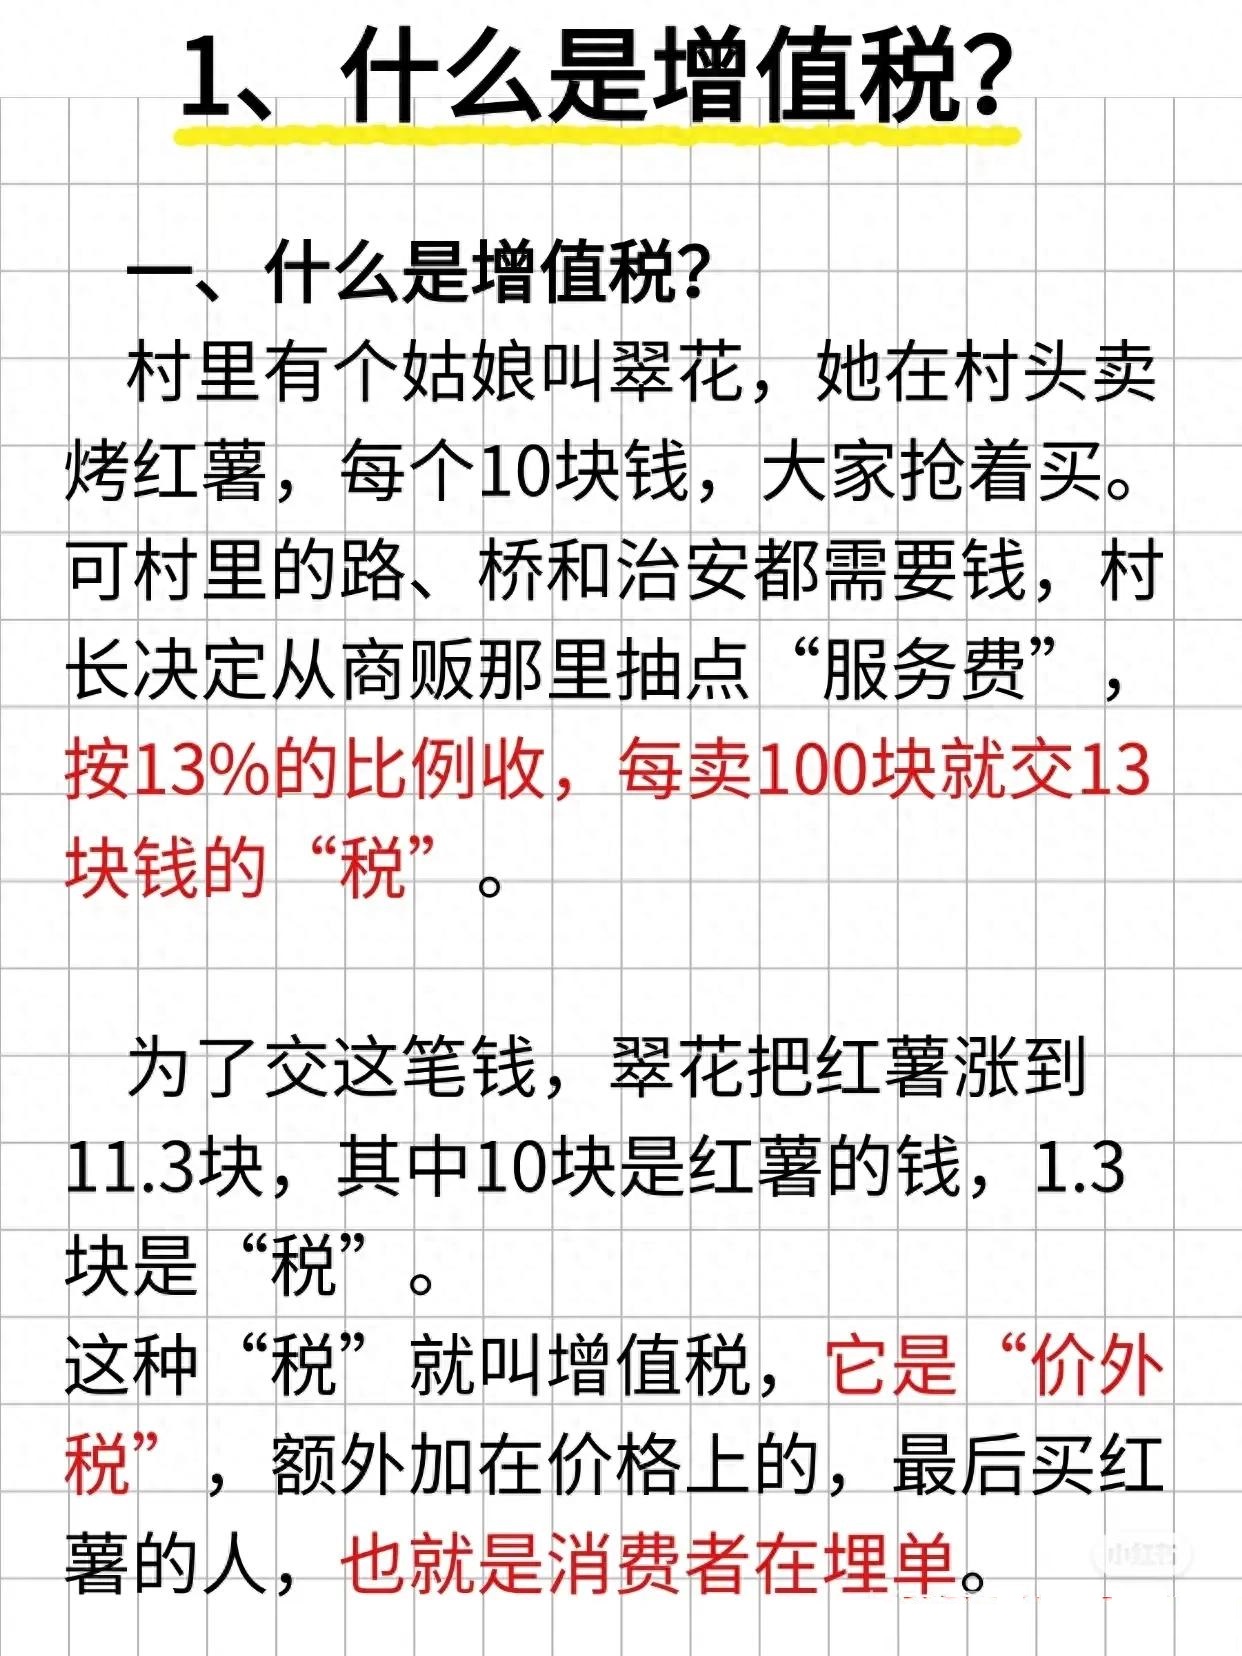 1、什么是增值税？
一、什么是增值税？
村里有个姑娘叫翠花，她在村头卖
烤红薯，每个10块钱，大家抢着买。
可村里的路、桥和治安都需要钱，村
长决定从商贩那里抽点“服务费”，
按13%的比例收，每卖100块就交13
块钱的“税”。
为了交这笔钱，翠花把红薯涨到
11.3块，其中10块是红薯的钱，1.3
块是“税”。
这种“税”就叫增值税，它是“价外
税”，额外加在价格上的，最后买红
薯的人，也就是消费者在埋单。
小红书